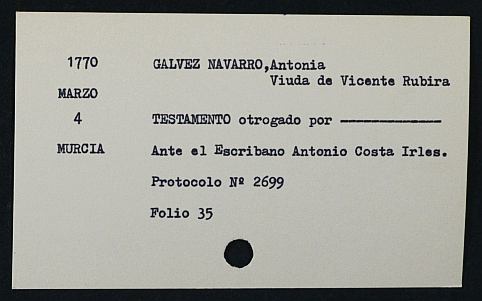 1770 GALVEZ NAVARRO,Antonia
Viuda de Vicente Rubira
MARZO
4 TESTAMENTO otrogado por -------------
MURCIA Ante el Escribano Antonio Costa Irles.
Protocolo Nº 2699
Folio 35